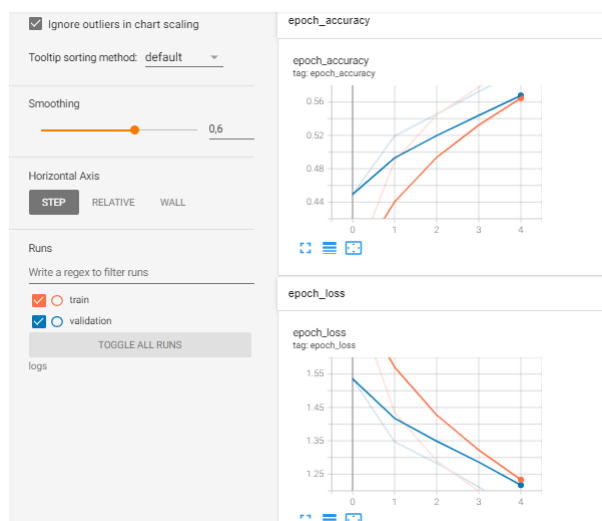 Ignore outliers in chart scaling
Tooltip sorting method: default
Smoothing
0,6
Horizontal Axis
STEP RELATIVE WALL
Runs
Write a regex to filter runs
train
validation
TOGGLE ALL RUNS
logs
epoch_accuracy
epoch_accuracy
tag: epoch_accuracy
0.56
0.52
0.48
0.44
0 1 2 3 4
epoch_loss
epoch_loss
tag: epoch_loss
1.55
1.45
1.35
1.25
0 1 2 3 4